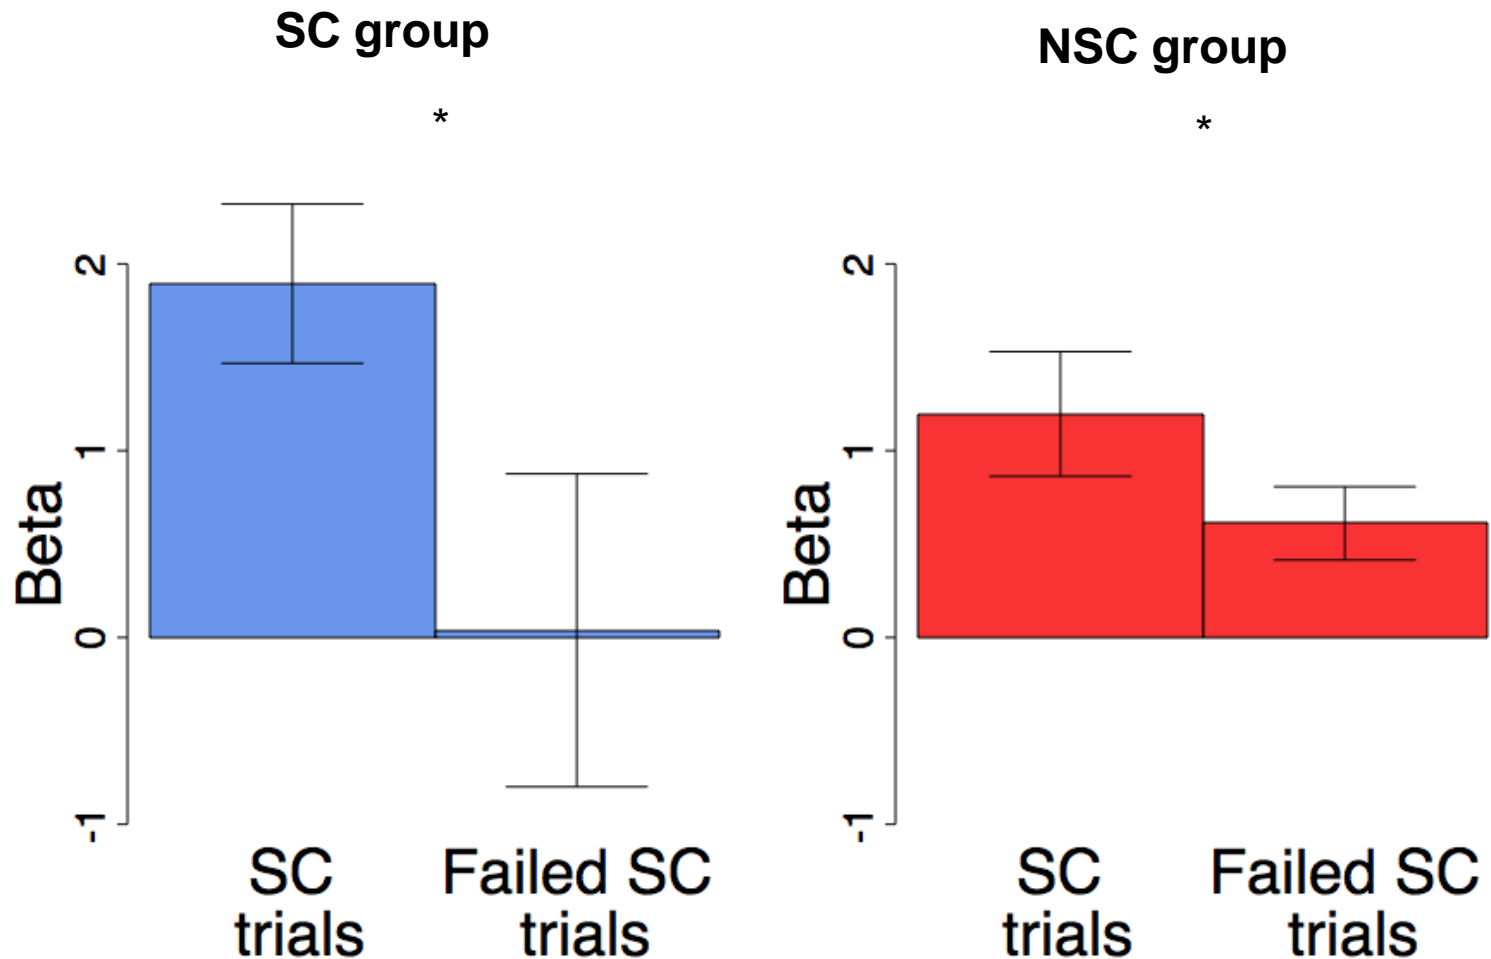 SC group
*
2
1
0
-1
Beta
SC
trials
Failed SC
trials
NSC group
*
2
1
0
-1
Beta
SC
trials
Failed SC
trials